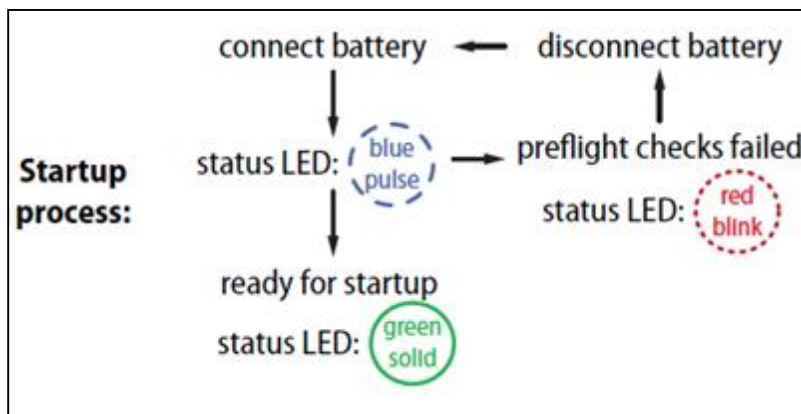 connect battery
disconnect battery
Startup
process:
status LED:
blue
pulse
preflight checks failed
status LED:
red
blink
ready for startup
status LED:
green
solid